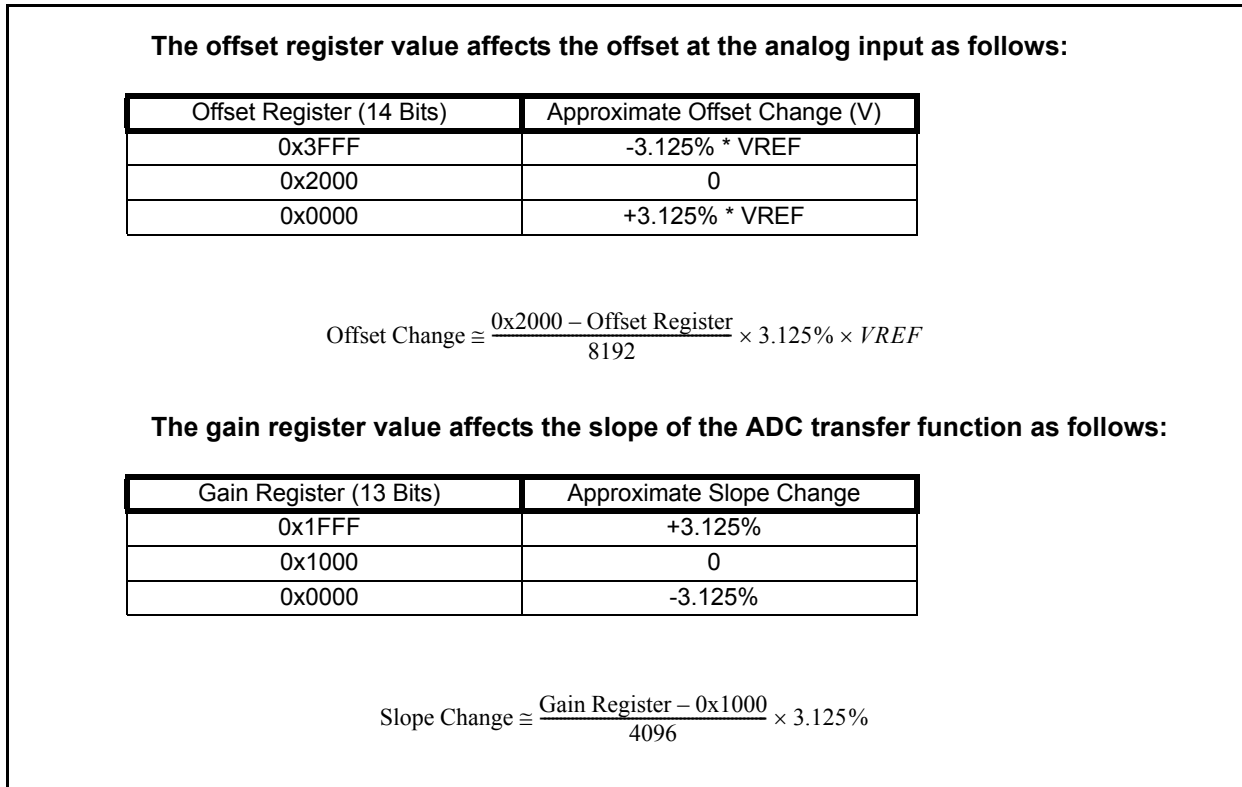 The offset register value affects the offset at the analog input as follows:
Offset Register (14 Bits) Approximate Offset Change (V)
0x3FFF -3.125% * VREF
0x2000 0
0x0000 +3.125% * VREF
Offset Change ≅ 0x2000 – Offset Register / 8192 × 3.125% × VREF
The gain register value affects the slope of the ADC transfer function as follows:
Gain Register (13 Bits) Approximate Slope Change
0x1FFF +3.125%
0x1000 0
0x0000 -3.125%
Slope Change ≅ Gain Register – 0x1000 / 4096 × 3.125%